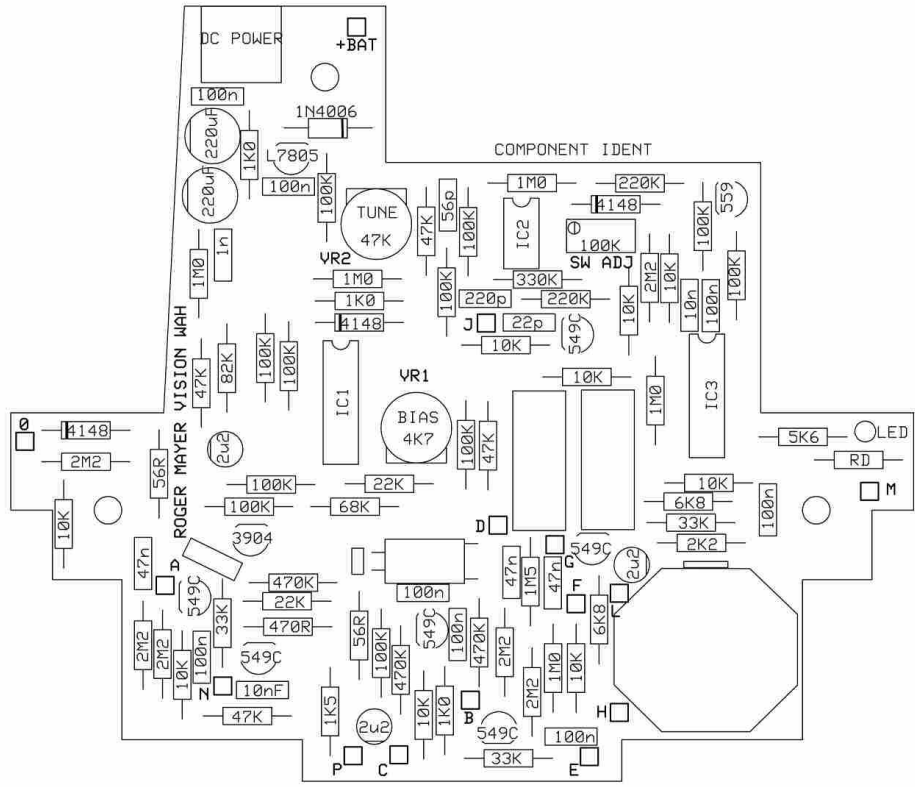 DC POWER
+BAT
100n
1N4006
220uF
1K0
L7805
COMPONENT IDENT
100n
100K
1M0
220K
559
220uF
TUNE
47K
47K
56p
100K
4148
100K
IC2
100K
SW ADJ
VR2
1M0
1n
1M0
100K
330K
2M2
10K
100K
1K0
220p
220K
10K
10n
100n
4148
J
22p
549C
10K
ROGER MAYER VISION WAH
47K
82K
100K
100K
IC1
VR1
10K
1M0
IC3
BIAS
4K7
0
4148
100K
47K
5K6
LED
2M2
56R
2u2
RD
100K
22K
10K
M
100K
68K
6K8
100n
10K
D
33K
3904
549C
2K2
47n
A
G
2u2
470K
100n
47n
1M5
47n
549C
22K
F
L
33K
470R
56R
549C
100n
470K
6K8
2M2
2M2
100n
549C
100K
470K
2M2
1M0
10K
10K
N
10nF
2M2
47K
1K5
10K
1K0
B
H
2u2
549C
100n
P
C
33K
E